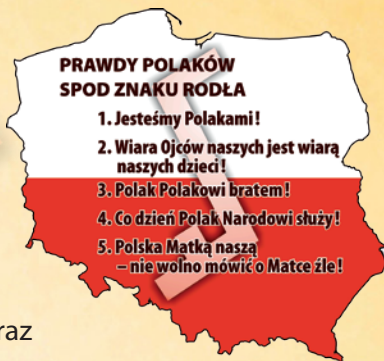 PRAWDY POLAKÓW
SPOD ZNAKU RODŁA
1. Jesteśmy Polakami!
2. Wiara Ojców naszych jest wiarą
naszych dzieci!
3. Polak Polakowi bratem!
4. Co dzień Polak Narodowi służy!
5. Polska Matką naszą
– nie wolno mówić o Matce źle!
raz